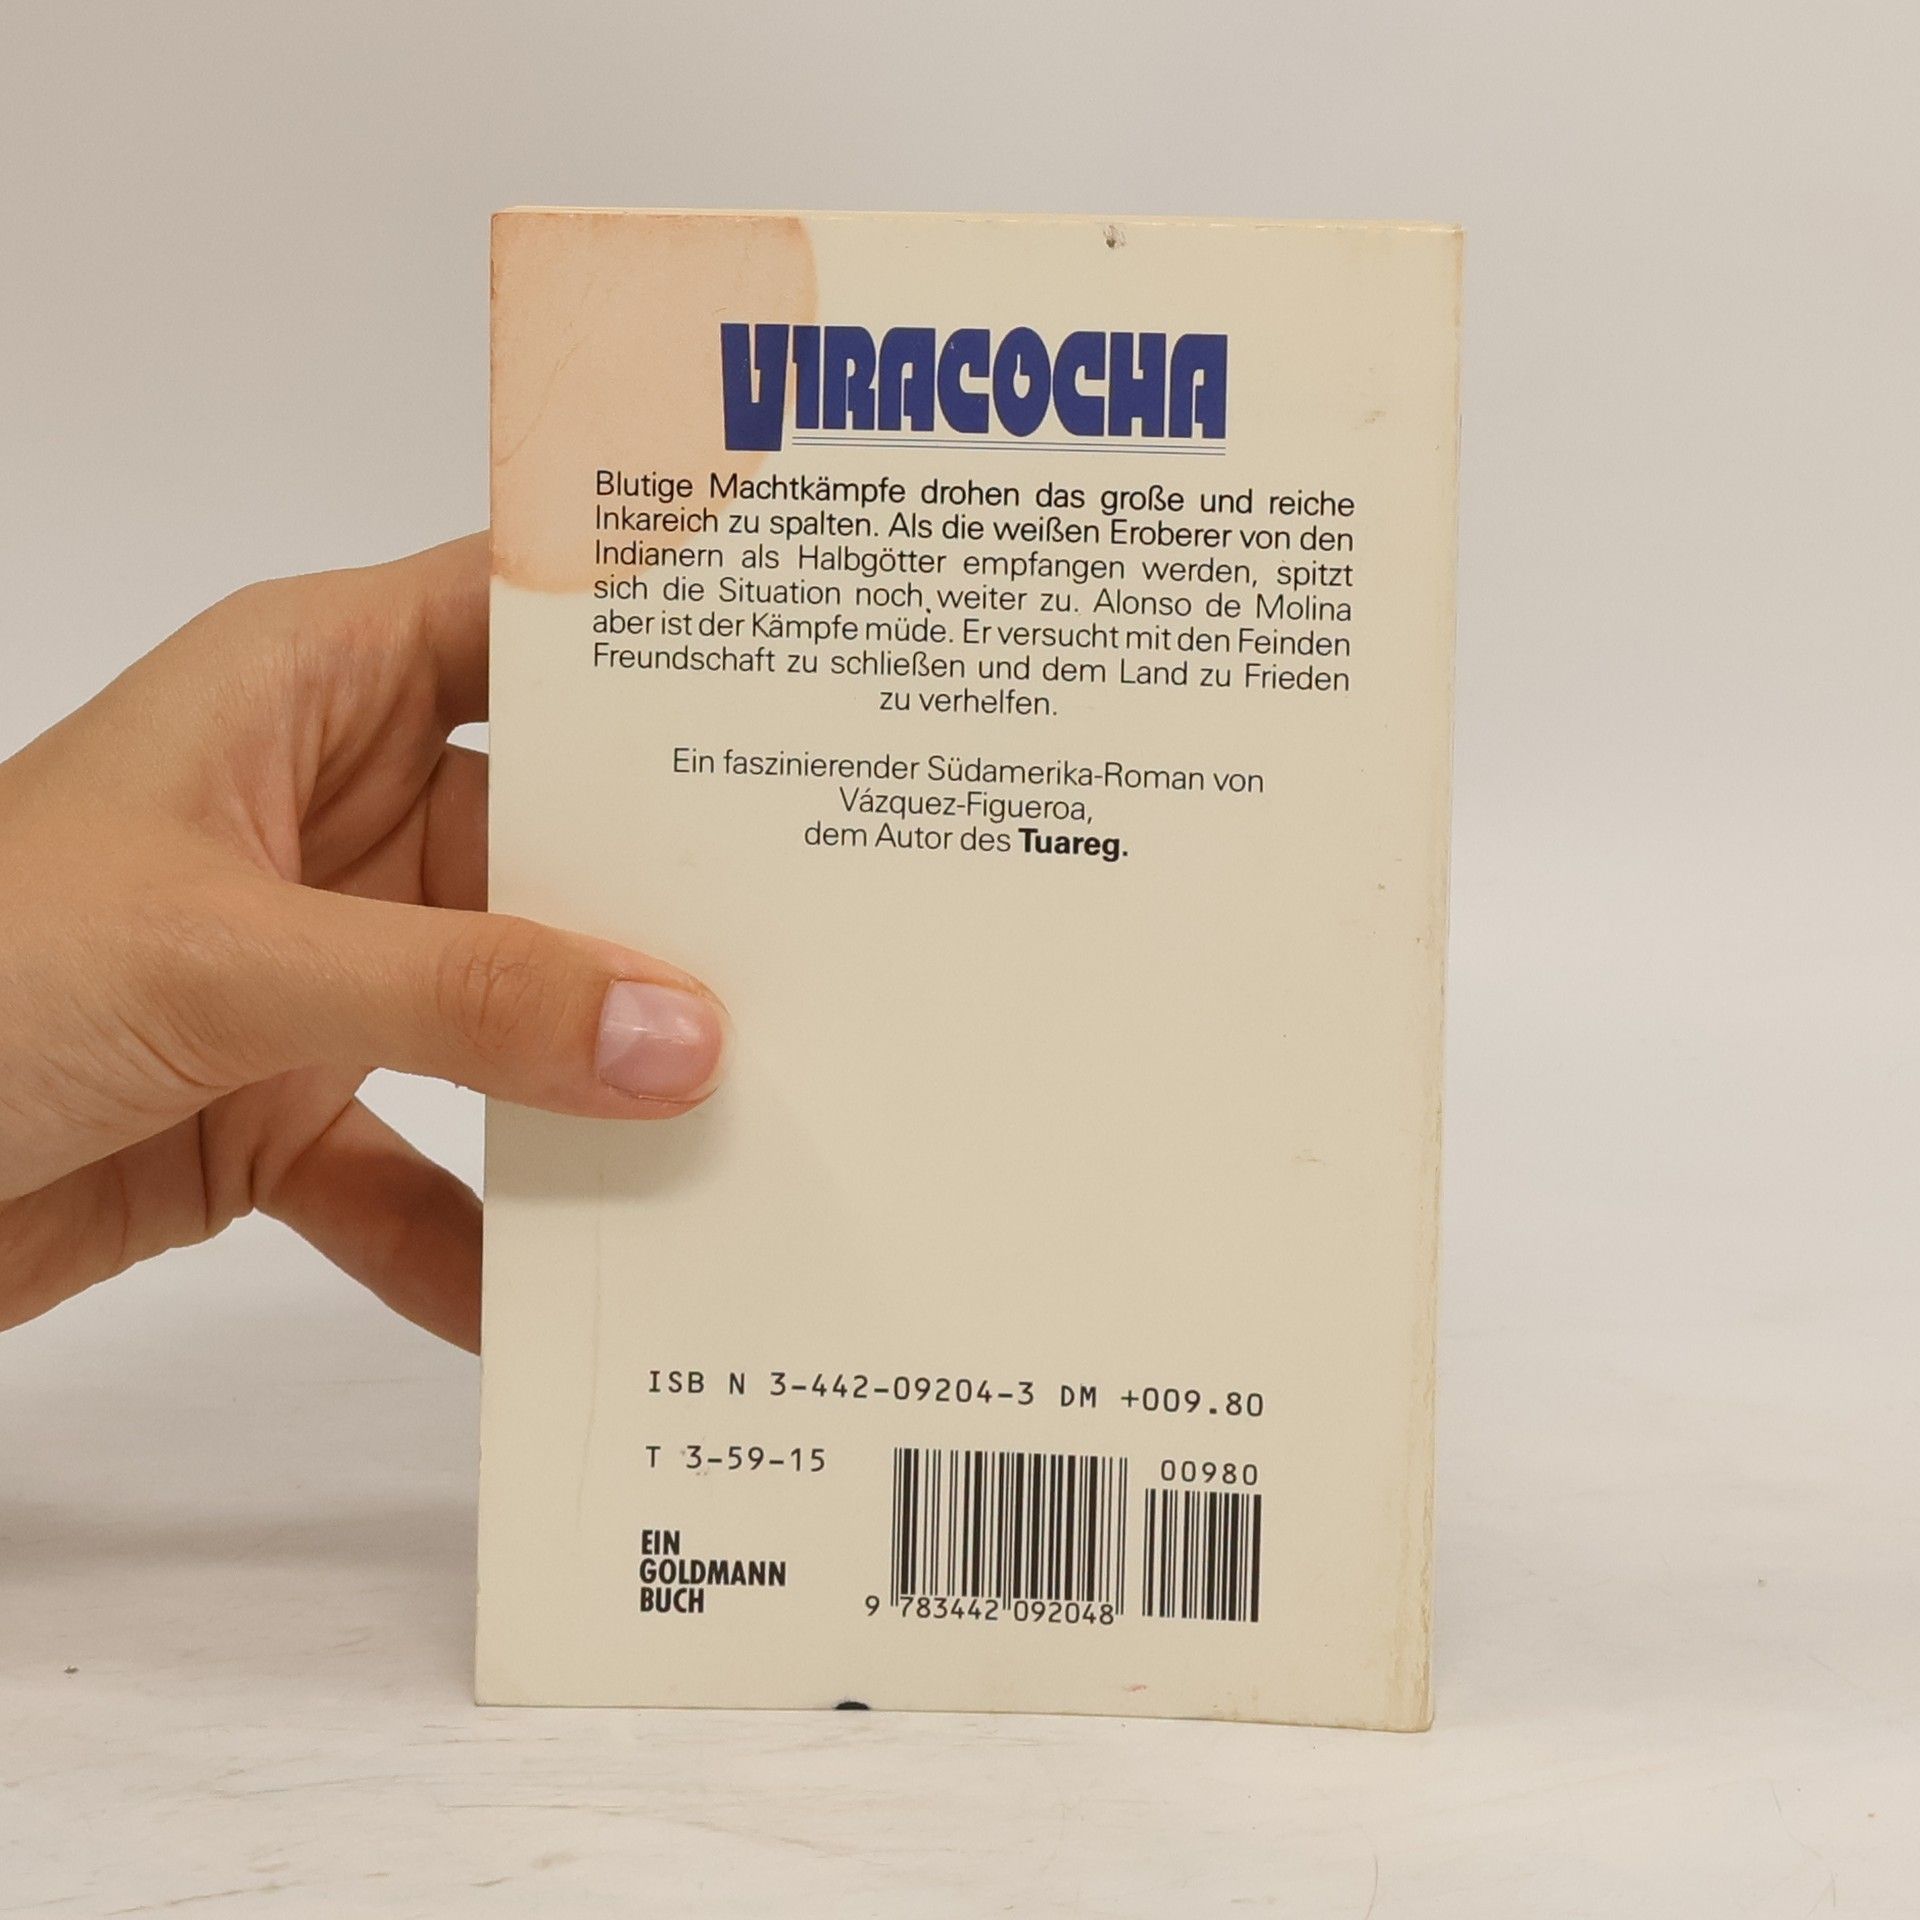 VIRACOCHA
Blutige Machtkämpfe drohen das große und reiche
Inkareich zu spalten. Als die weißen Eroberer von den
Indianern als Halbgötter empfangen werden, spitzt
sich die Situation noch weiter zu. Alonso de Molina
aber ist der Kämpfe müde. Er versucht mit den Feinden
Freundschaft zu schließen und dem Land zu Frieden
zu verhelfen.
Ein faszinierender Südamerika-Roman von
Vázquez-Figueroa,
dem Autor des Tuareg.
ISB N 3-442-09204-3 DM +009.80
T 3-59-15
00980
EIN
GOLDMANN
BUCH
9 783442 092048